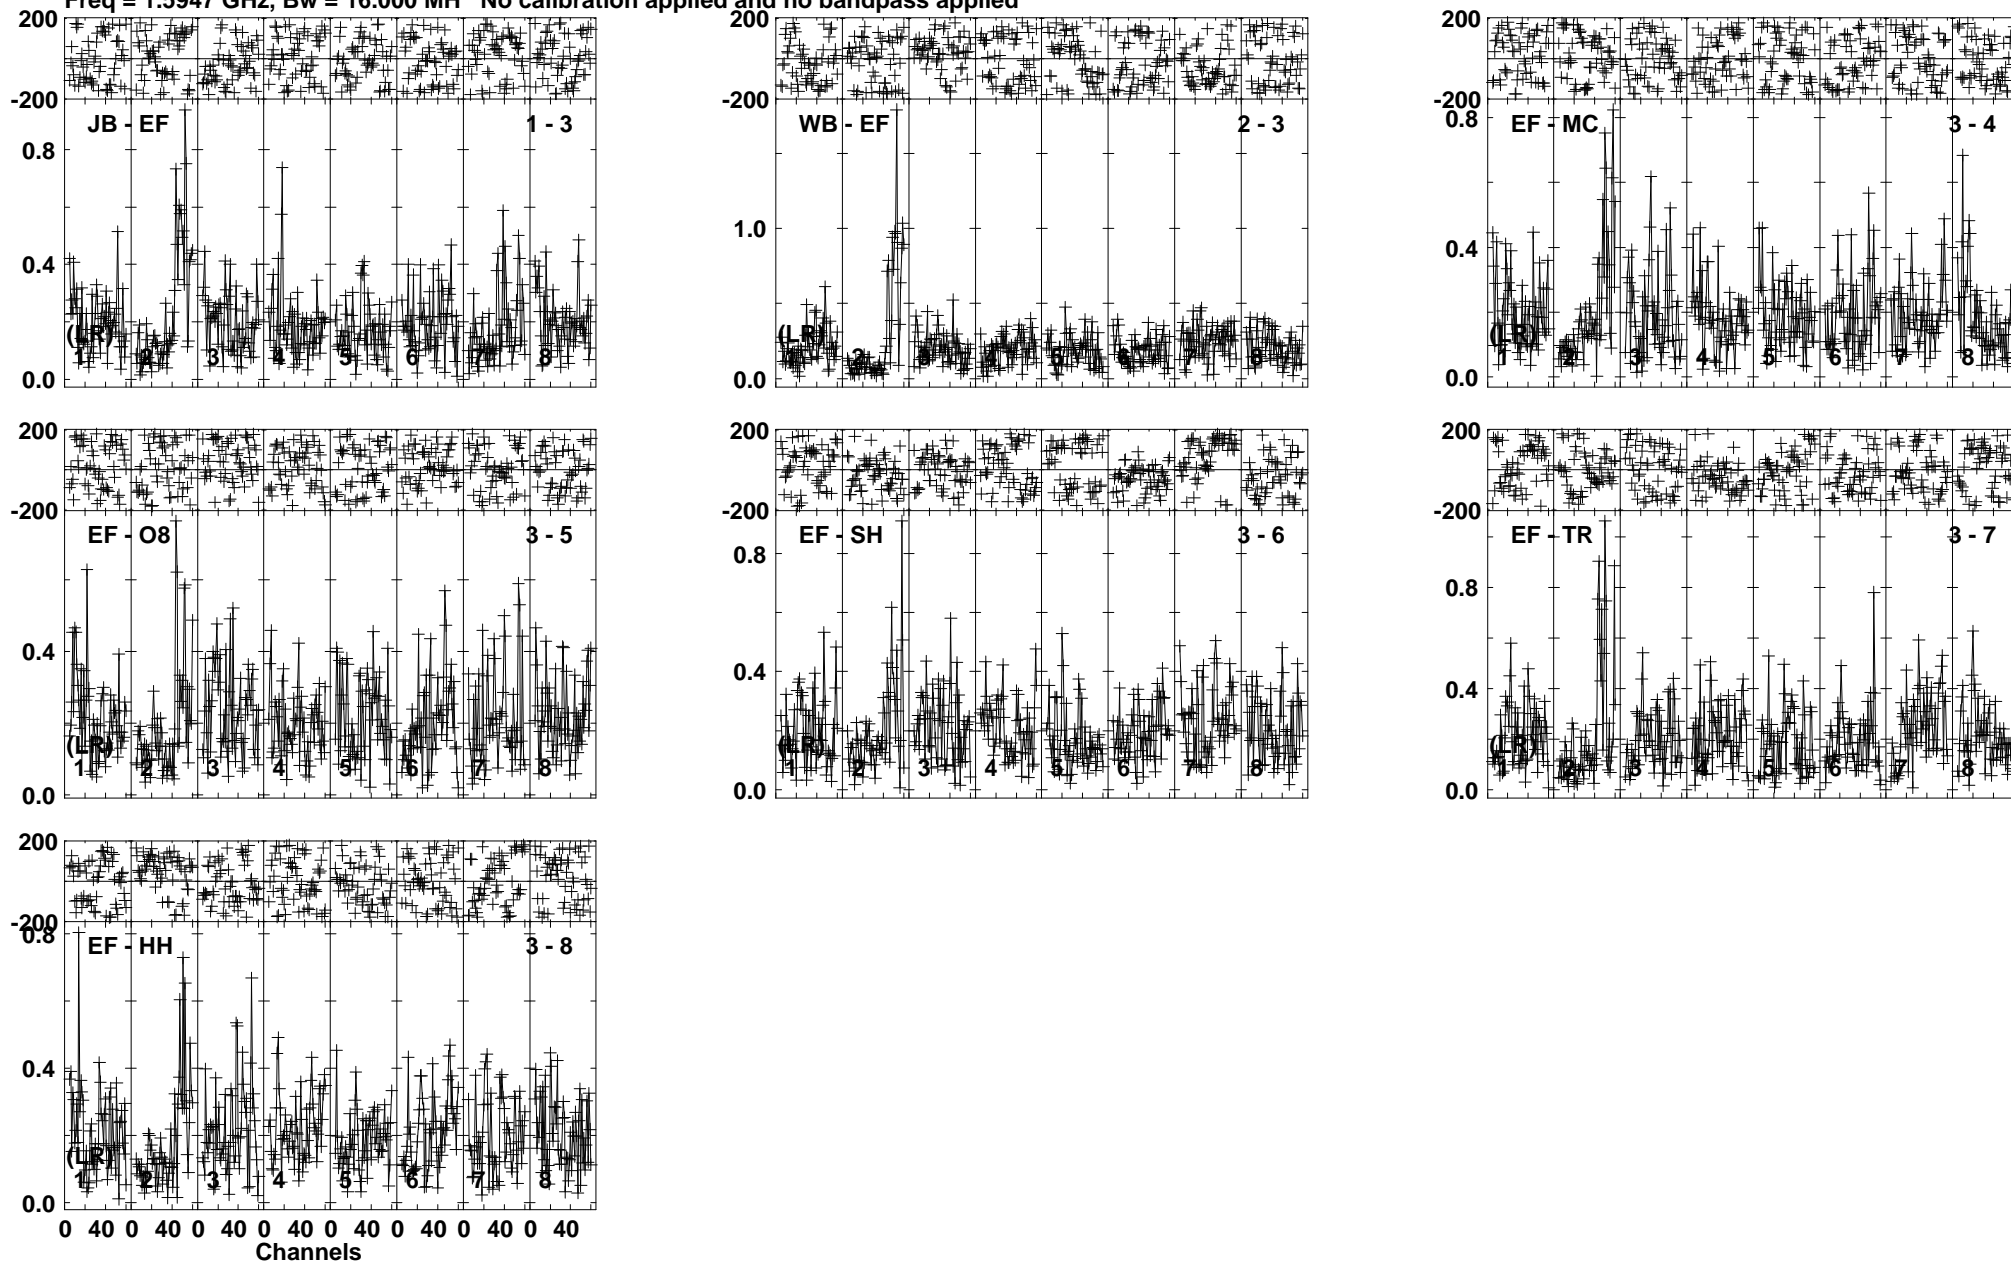 Freq = 1.5947 GHz, Bw = 16.000 MH No calibration applied and no bandpass applied
200 200 200
-200 -200 -200
JB - EF 1 - 3 WB - EF 2 - 3 EF - MC 3 - 4
0.8 1.0 0.8
0.4 0.4
(LR) (LR) (LR)
1 2 3 4 5 6 7 8 1 2 3 4 5 6 7 8 1 2 3 4 5 6 7 8
0.0 0.0 0.0
200 200 200
-200 -200 -200
EF - O8 3 - 5 EF - SH 3 - 6 EF - TR 3 - 7
0.8 0.8
0.4 0.4 0.4
(LR) (LR) (LR)
1 2 3 4 5 6 7 8 1 2 3 4 5 6 7 8 1 2 3 4 5 6 7 8
0.0 0.0 0.0
200
-200
0.8
EF - HH 3 - 8
0.4
(LR)
1 2 3 4 5 6 7 8
0.0
0 40 0 40 0 40 0 40 0 40 0 40 0 40 0 40
Channels